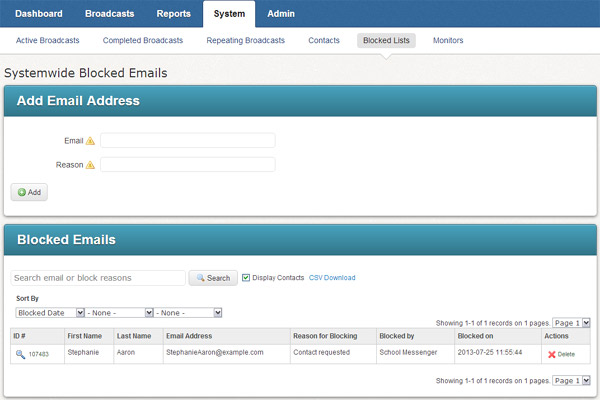 Dashboard Broadcasts Reports System Admin
Active Broadcasts Completed Broadcasts Repeating Broadcasts Contacts Blocked Lists Monitors
Systemwide Blocked Emails
Add Email Address
Email
Reason
Add
Blocked Emails
Search email or block reasons Search Display Contacts CSV Download
Sort By
Blocked Date - None - - None -
Showing 1-1 of 1 records on 1 pages. Page 1
ID # First Name Last Name Email Address Reason for Blocking Blocked by Blocked on Actions
107483 Stephanie Aaron StephanieAaron@example.com Contact requested School Messenger 2013-07-25 11:55:44 Delete
Showing 1-1 of 1 records on 1 pages. Page 1